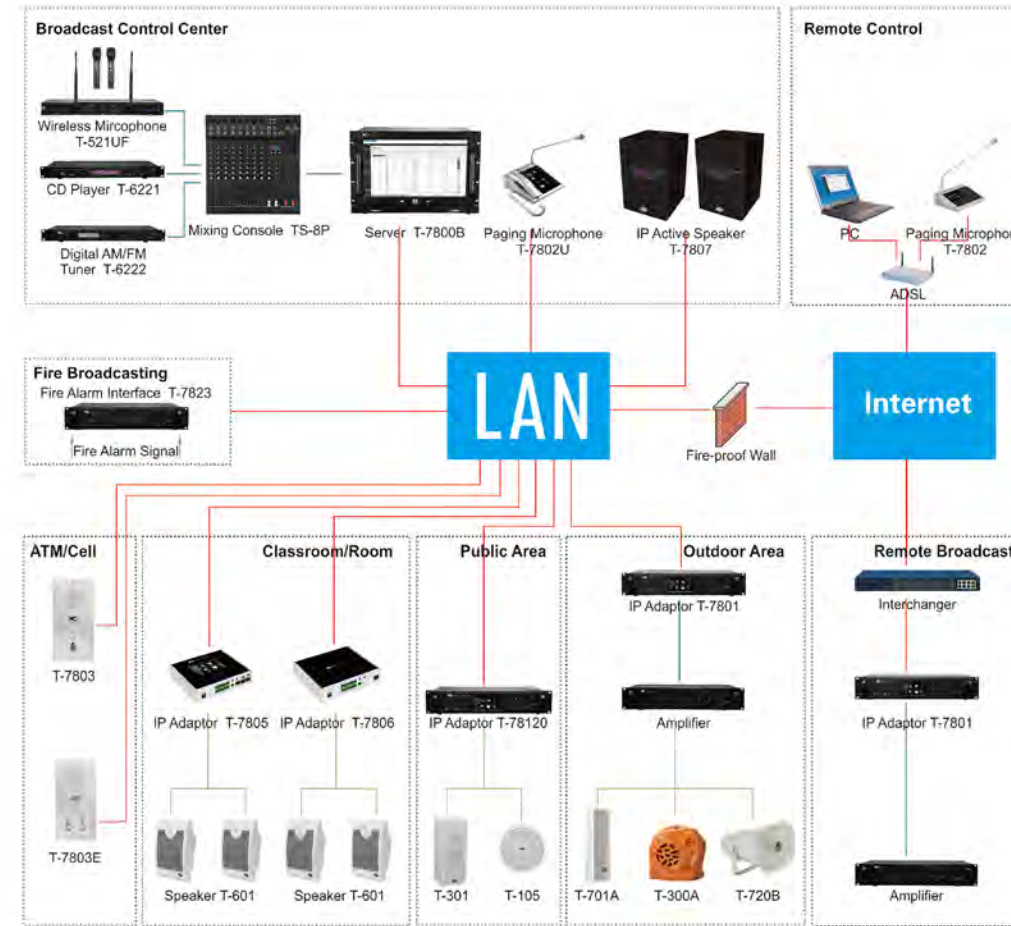 Broadcast Control Center
Wireless Mircophone
T-521UF
CD Player T-6221
Digital AM/FM
Tuner T-6222
Mixing Console TS-8P
Server T-7800B
Paging Microphone
T-7802U
IP Active Speaker
T-7807
Remote Control
PC
Paging Microphon
T-7802
ADSL
Fire Broadcasting
Fire Alarm Interface T-7823
Fire Alarm Signal
LAN
Fire-proof Wall
Internet
ATM/Cell
T-7803
T-7803E
Classroom/Room
IP Adaptor T-7805
IP Adaptor T-7806
Speaker T-601
Speaker T-601
Public Area
IP Adaptor T-78120
T-301
T-105
Outdoor Area
IP Adaptor T-7801
Amplifier
T-701A
T-300A
T-720B
Remote Broadcast
Interchanger
IP Adaptor T-7801
Amplifier